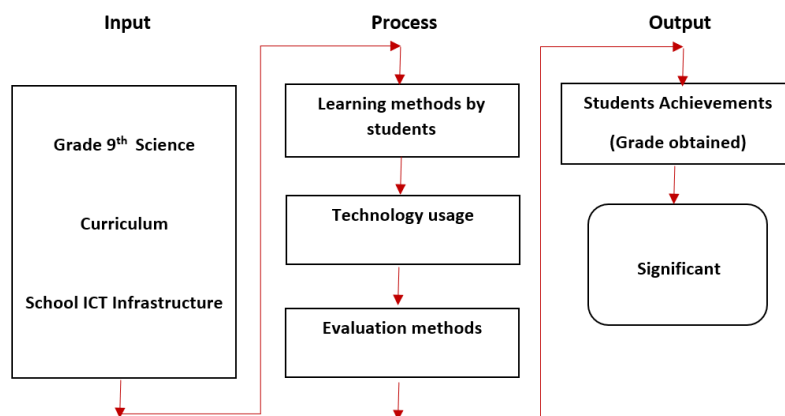 Input
Grade 9th Science
Curriculum
School ICT Infrastructure
Process
Learning methods by
students
Technology usage
Evaluation methods
Output
Students Achievements
(Grade obtained)
Significant